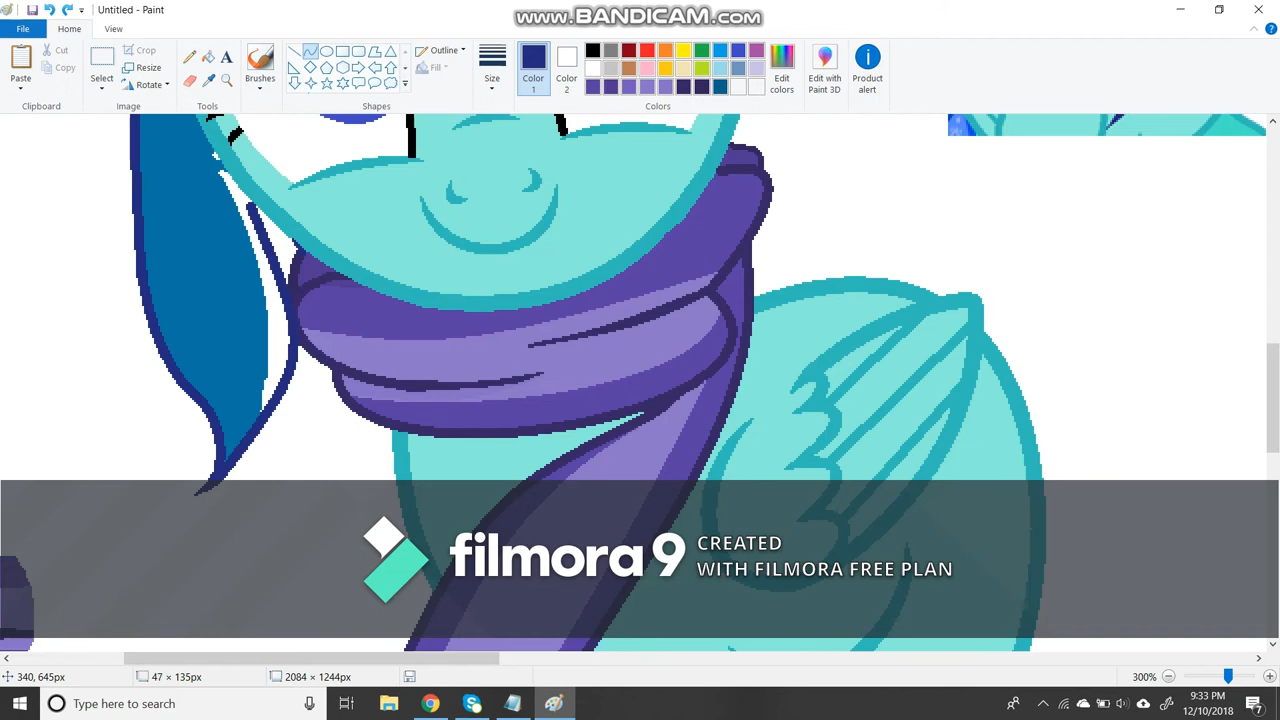 Untitled - Paint
www.BANDICAM.com
File Home View
Paste Cut Copy Clipboard
Select Crop Resize Rotate Image
Tools
Brushes
Outline Fill Shapes
Size
Color 1 Color 2 Edit colors Colors
Edit with Paint 3D
Product alert
filmora9 CREATED
WITH FILMORA FREE PLAN
340, 645px 47 × 135px 2084 × 1244px 300%
Type here to search
9:33 PM
12/10/2018
7